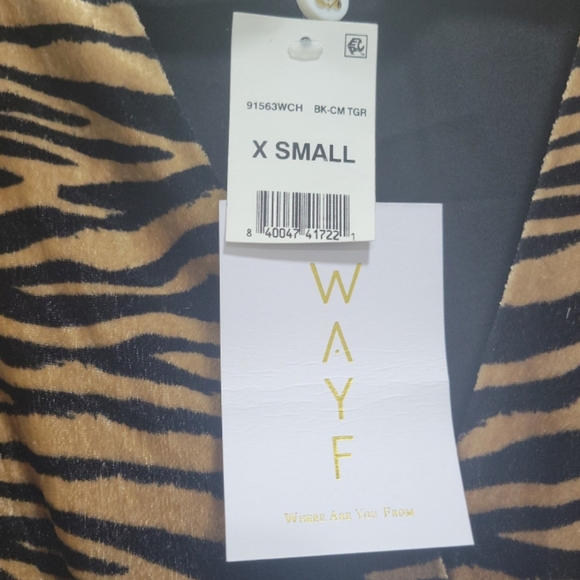 91563WCH BK-CM TGR
X SMALL
8 40047 41722 1
W
A
Y
F
WHERE ARE YOU FROM